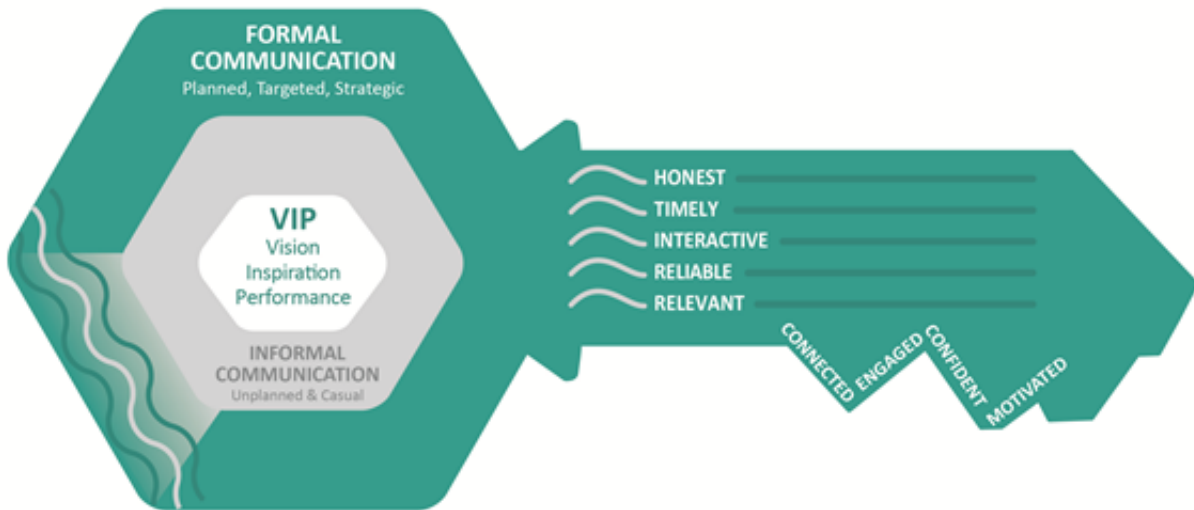 FORMAL
COMMUNICATION
Planned, Targeted, Strategic
VIP
Vision
Inspiration
Performance
INFORMAL
COMMUNICATION
Unplanned & Casual
HONEST
TIMELY
INTERACTIVE
RELIABLE
RELEVANT
CONNECTED
ENGAGED
CONFIDENT
MOTIVATED